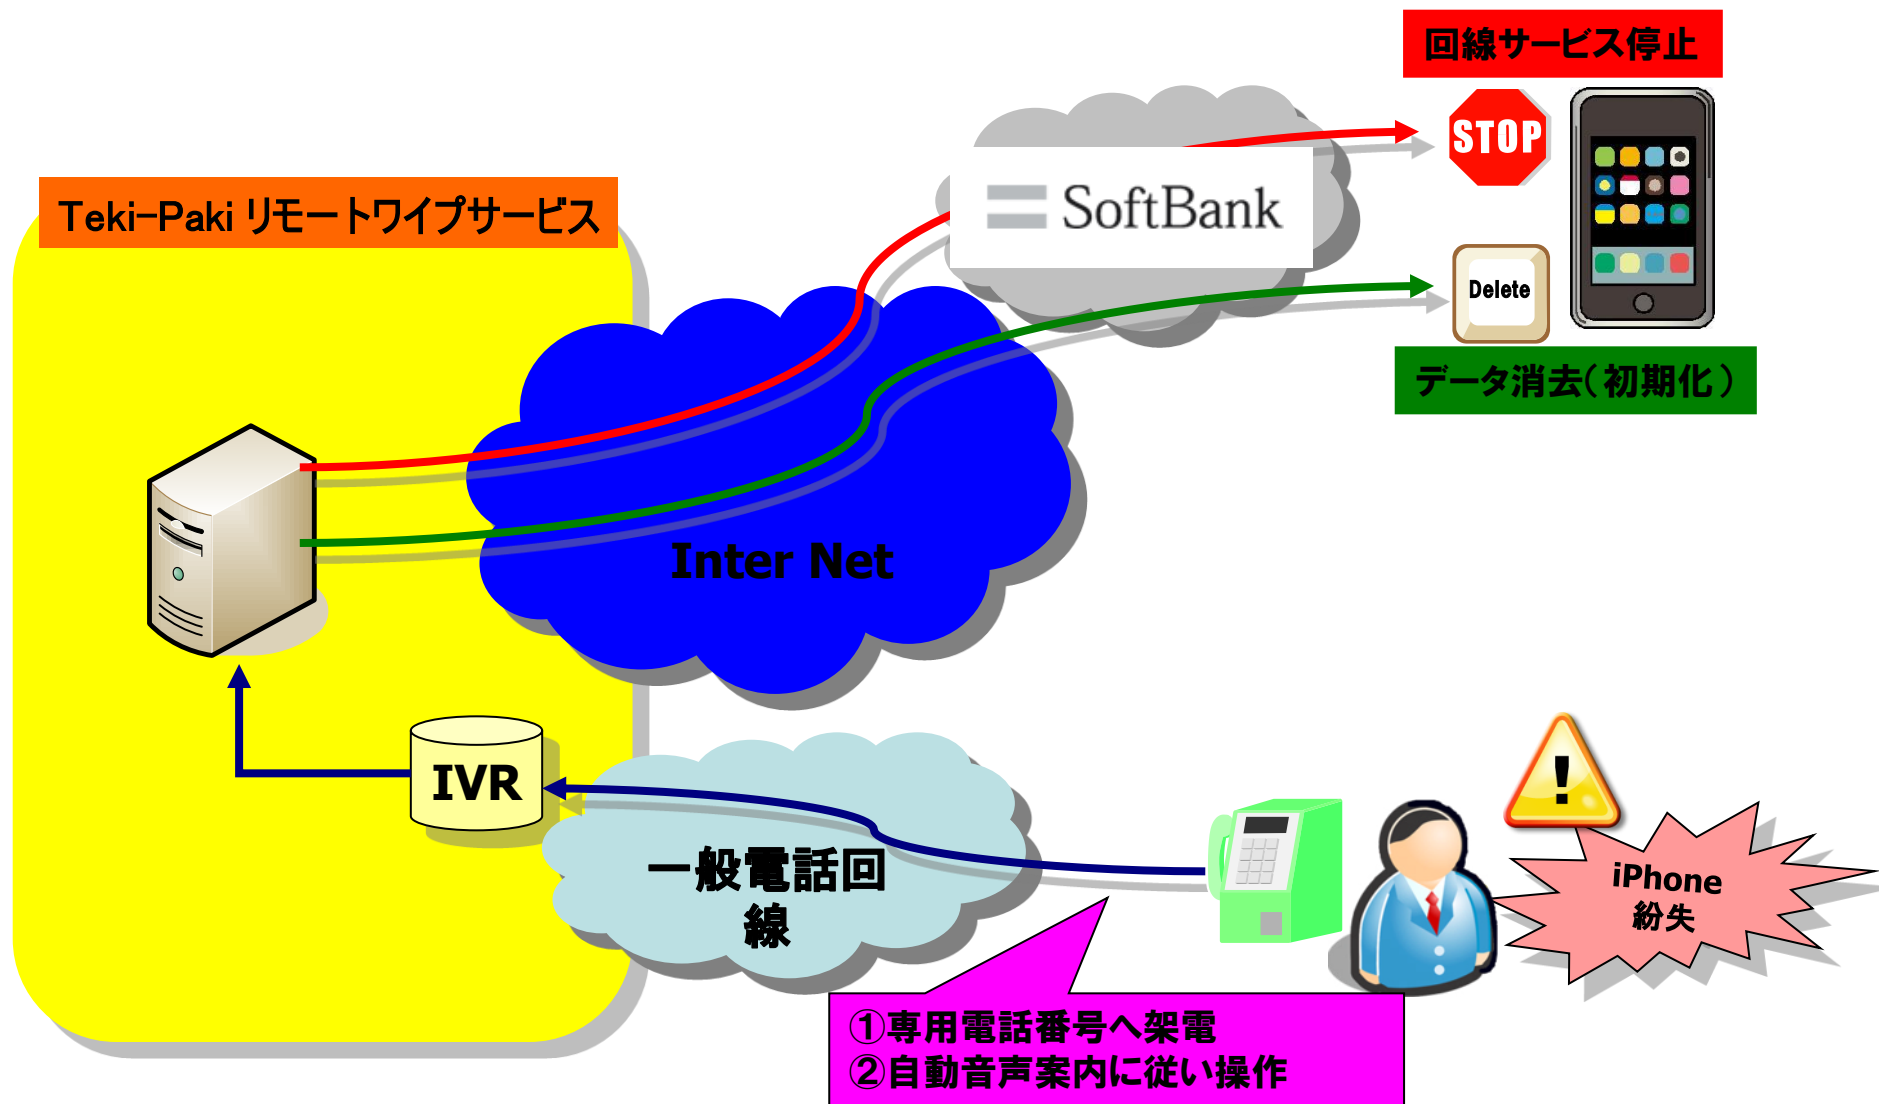 回線サービス停止
STOP
Teki-Paki リモートワイプサービス
SoftBank
Delete
データ消去(初期化)
Inter Net
IVR
一般電話回
線
!
iPhone
紛失
①専用電話番号へ架電
②自動音声案内に従い操作